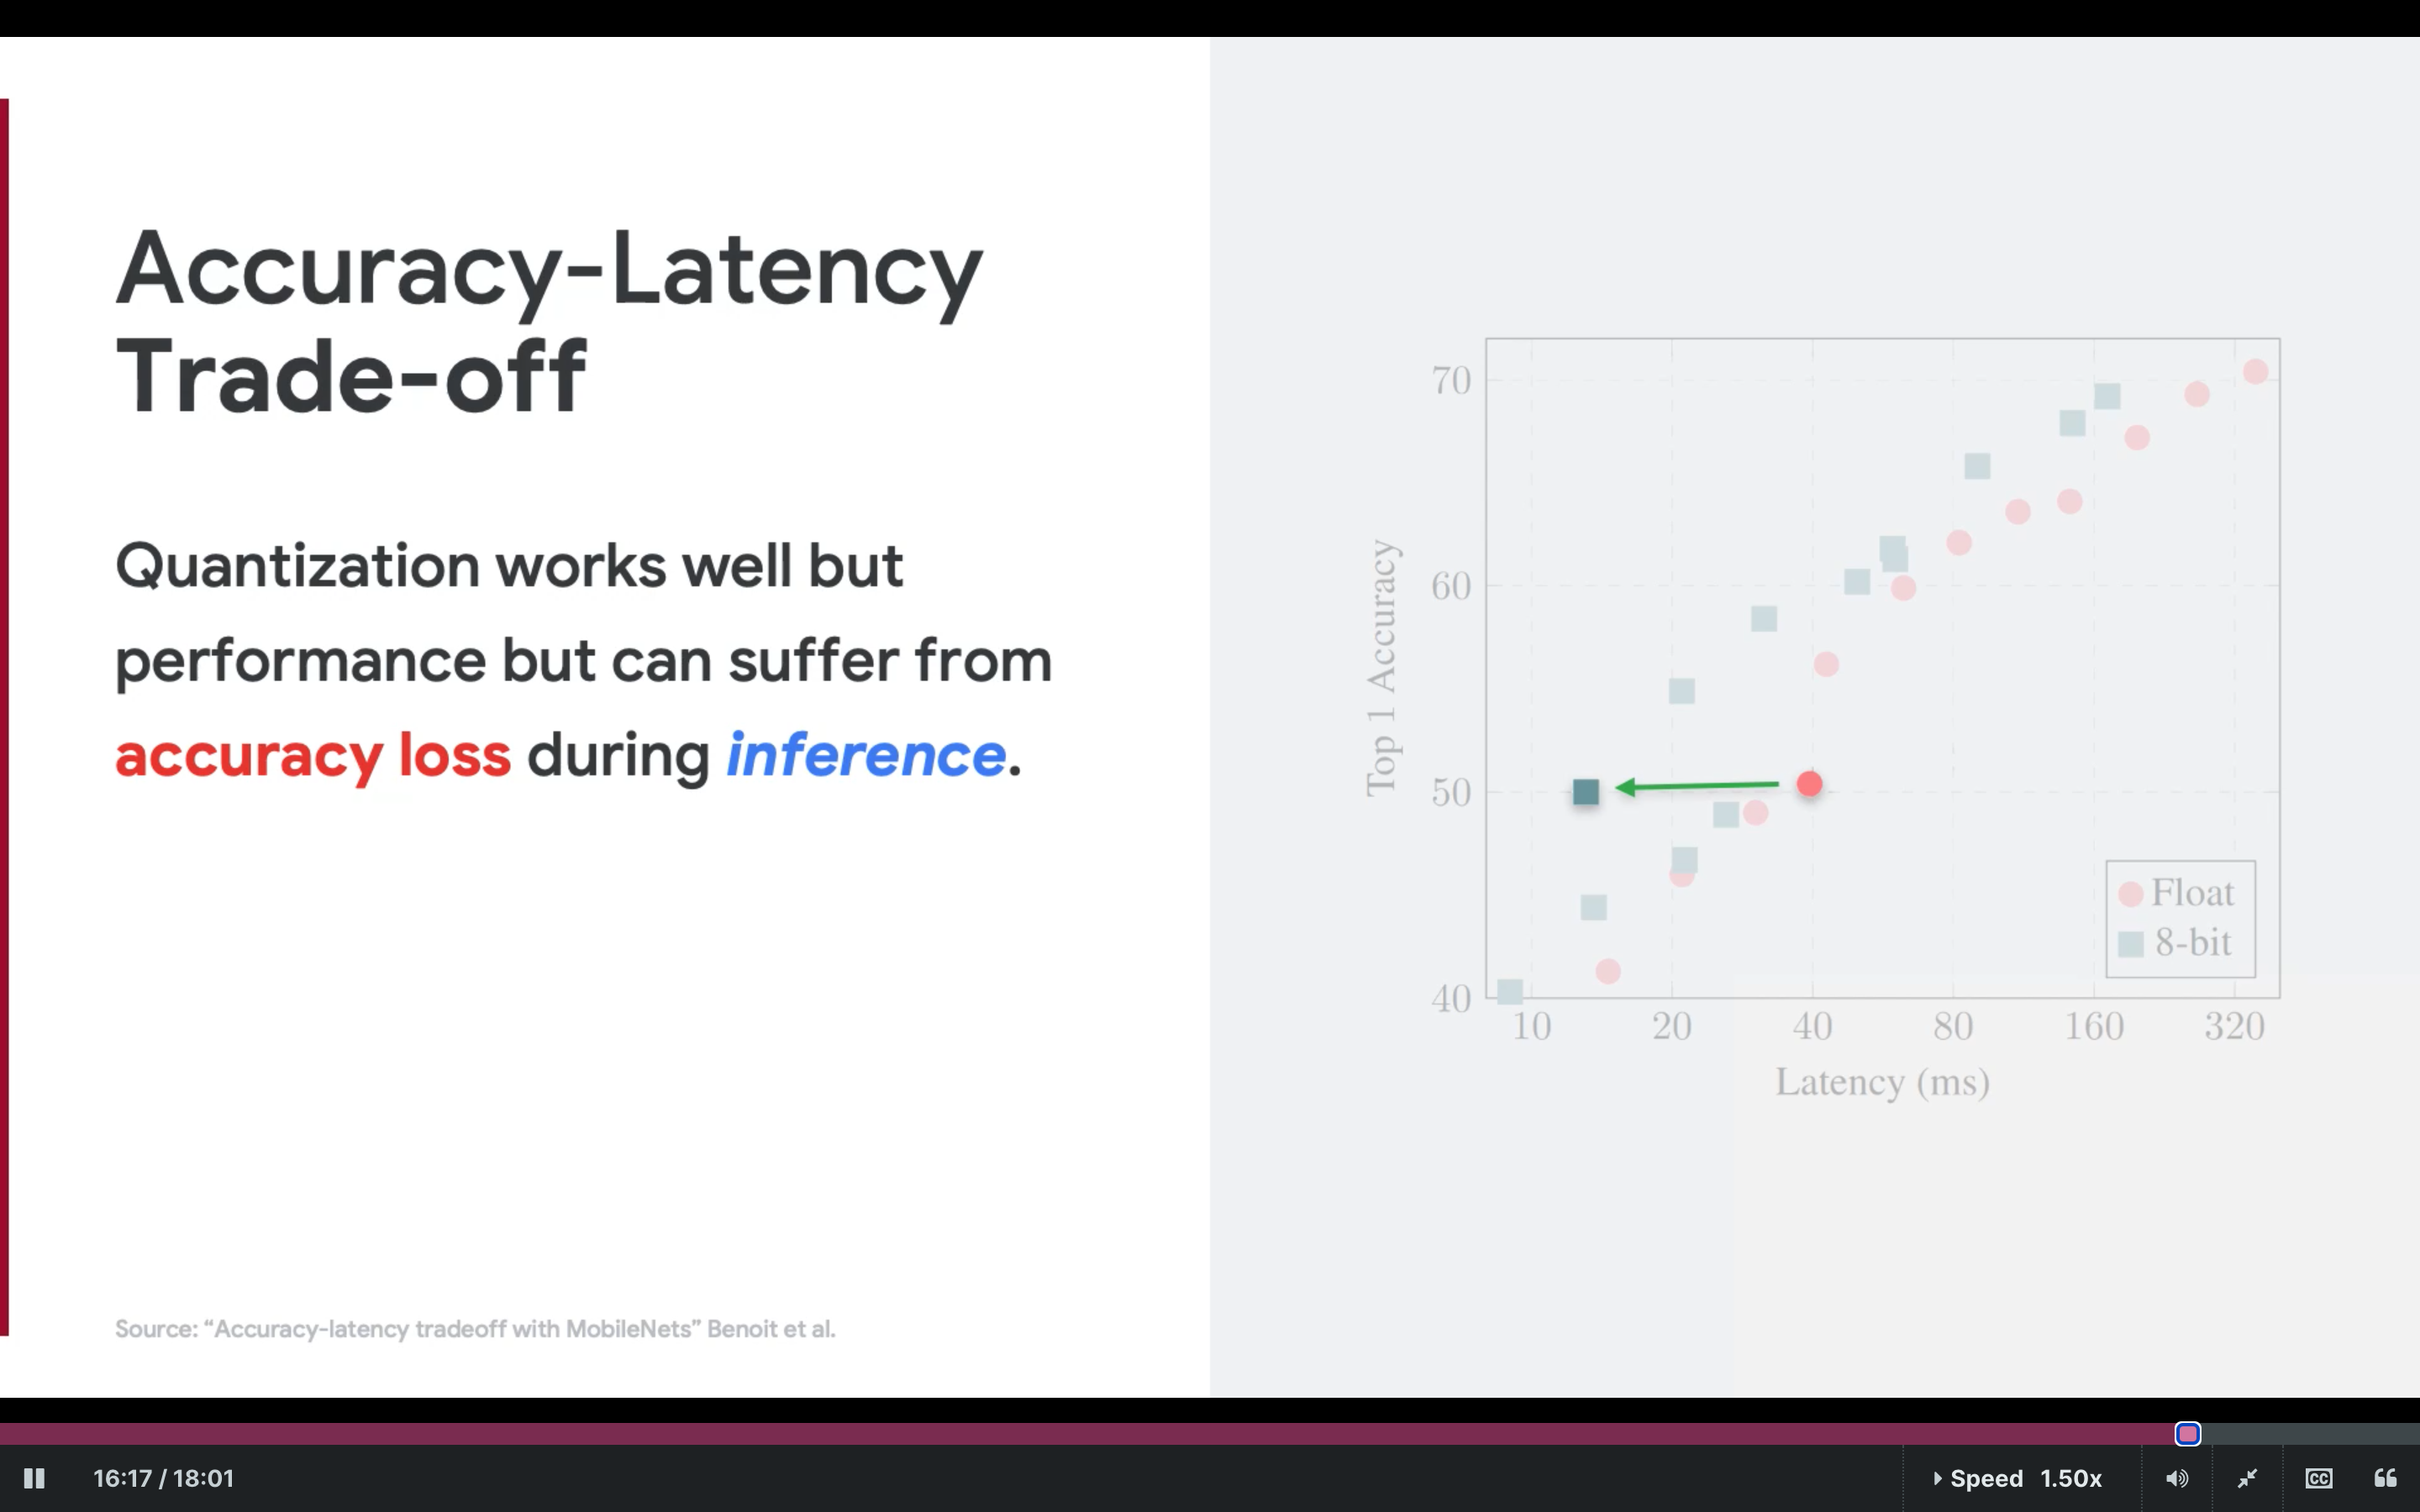 Accuracy-Latency
Trade-off
Quantization works well but
performance but can suffer from
accuracy loss during inference.
Source: “Accuracy-latency tradeoff with MobileNets” Benoit et al.
Top 1 Accuracy
70
60
50
40
10 20 40 80 160 320
Latency (ms)
Float
8-bit
16:17 / 18:01
Speed 1.50x
CC